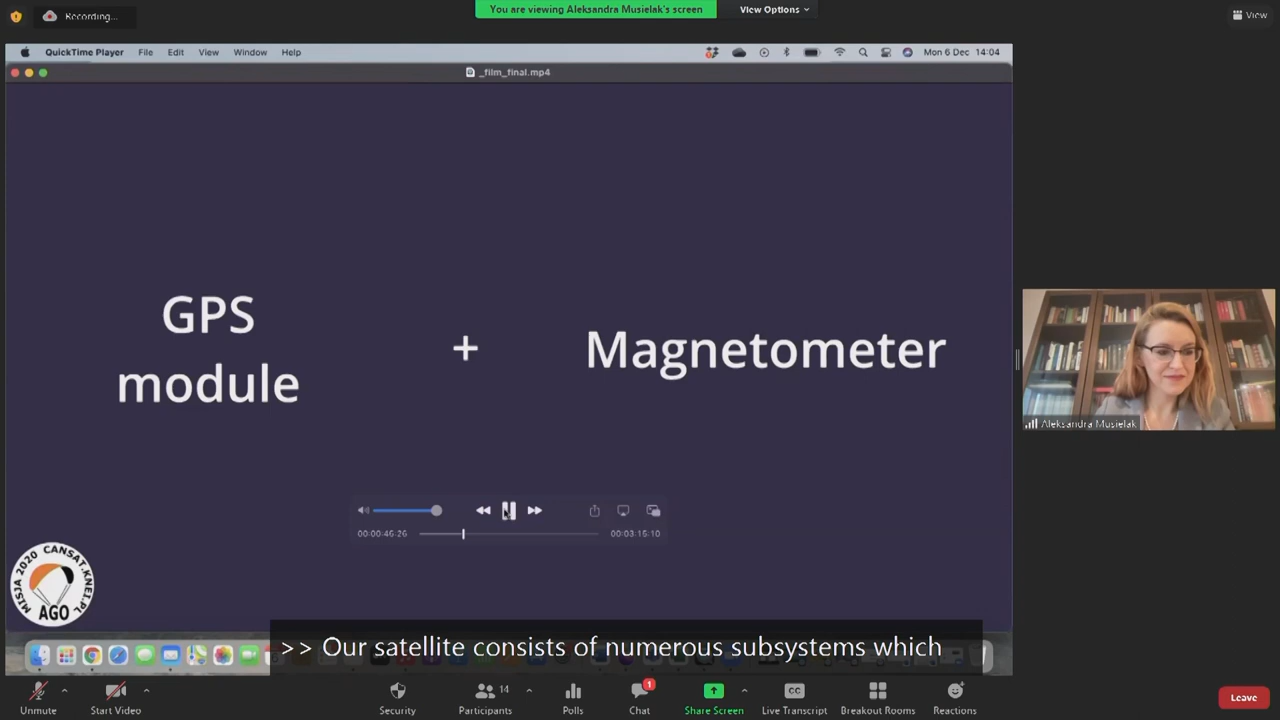 Recording...
You are viewing Aleksandra Musielak's screen
View Options
View
QuickTime Player File Edit View Window Help
Mon 6 Dec 14:04
_film_final.mp4
GPS
module
+
Magnetometer
00:00:46:26
00:03:15:10
MISJA 2020 CANSAT.KNEI.PL
AGO
Aleksandra Musielak
>> Our satellite consists of numerous subsystems which
Unmute
Start Video
Security
14
Participants
Polls
1
Chat
Share Screen
CC
Live Transcript
Breakout Rooms
Reactions
Leave